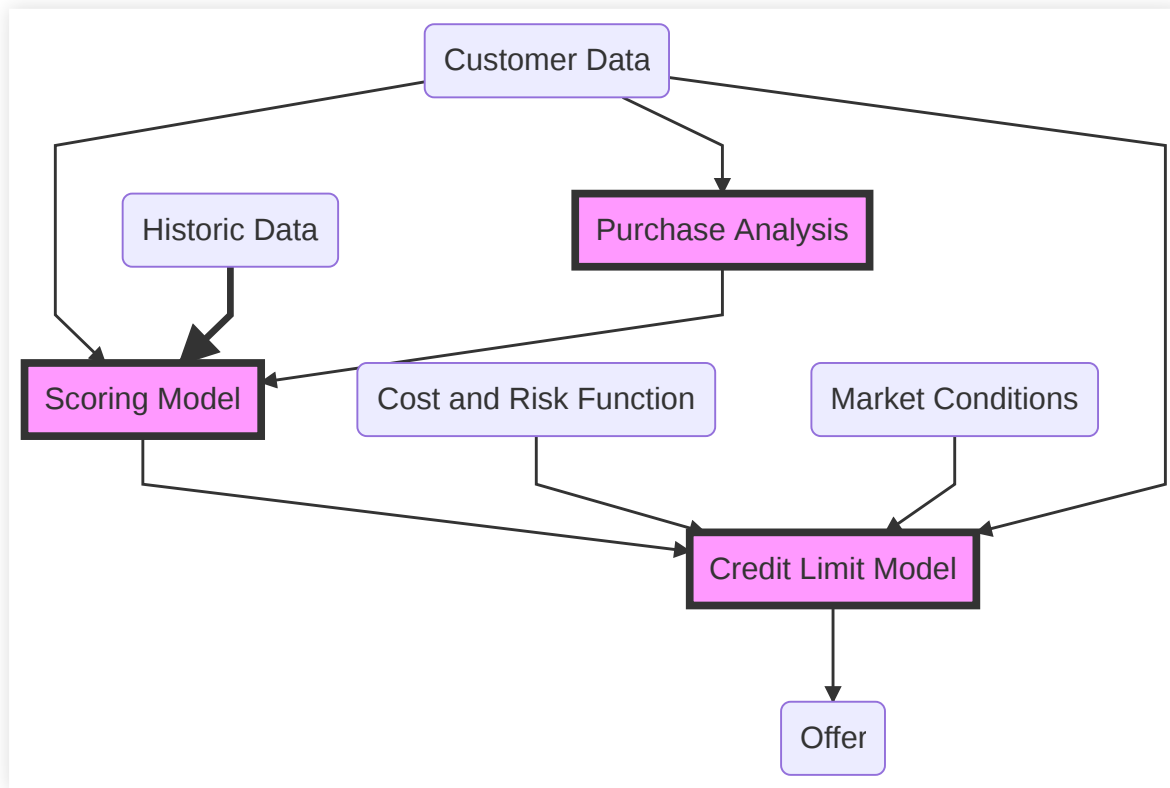 Customer Data
Historic Data
Purchase Analysis
Scoring Model
Cost and Risk Function
Market Conditions
Credit Limit Model
Offer